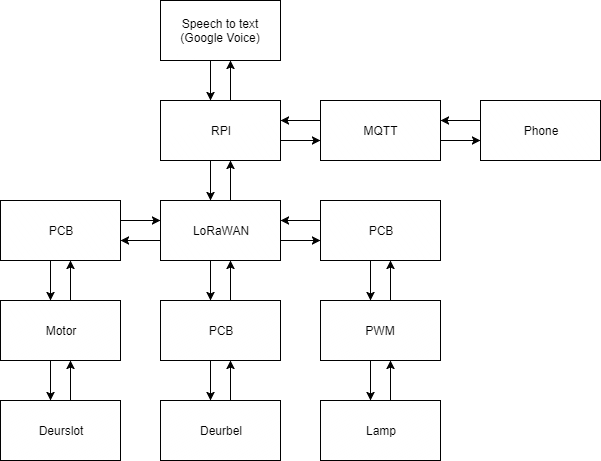 Speech to text
(Google Voice)
RPI
MQTT
Phone
PCB
LoRaWAN
PCB
Motor
PCB
PWM
Deurslot
Deurbel
Lamp